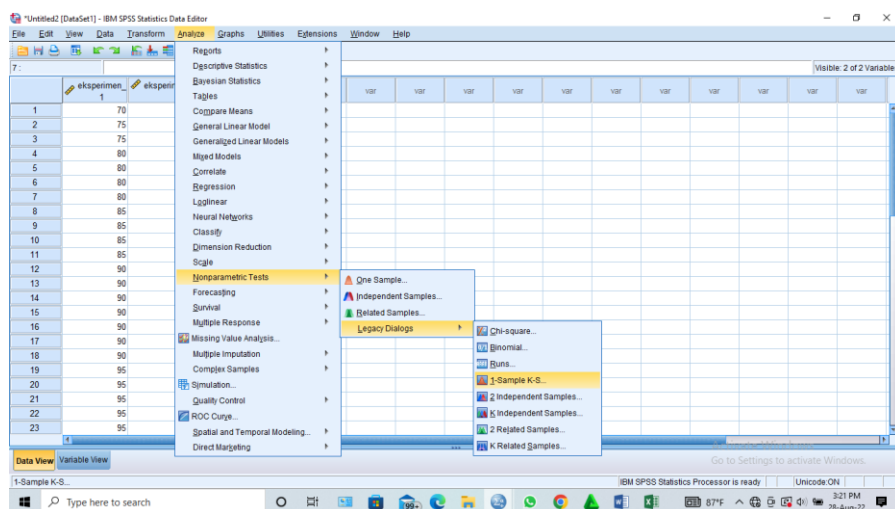 *Untitled2 [DataSet1] - IBM SPSS Statistics Data Editor
File Edit View Data Transform Analyze Graphs Utilities Extensions Window Help
7 :
Visible: 2 of 2 Variable
eksperimen_1 eksperim var var var var var var var var var var var
1 70
2 75
3 75
4 80
5 80
6 80
7 80
8 85
9 85
10 85
11 85
12 90
13 90
14 90
15 90
16 90
17 90
18 90
19 95
20 95
21 95
22 95
23 95
Reports
Descriptive Statistics
Bayesian Statistics
Tables
Compare Means
General Linear Model
Generalized Linear Models
Mixed Models
Correlate
Regression
Loglinear
Neural Networks
Classify
Dimension Reduction
Scale
Nonparametric Tests
Forecasting
Survival
Multiple Response
Missing Value Analysis...
Multiple Imputation
Complex Samples
Simulation...
Quality Control
ROC Curve...
Spatial and Temporal Modeling...
Direct Marketing
One Sample...
Independent Samples...
Related Samples...
Legacy Dialogs
Chi-square...
Binomial...
Runs...
1-Sample K-S...
2 Independent Samples...
K Independent Samples...
2 Related Samples...
K Related Samples...
Go to Settings to activate Windows.
Data View Variable View
1-Sample K-S...
IBM SPSS Statistics Processor is ready Unicode:ON
Type here to search
99+
87°F
3:21 PM
28-Aug-22